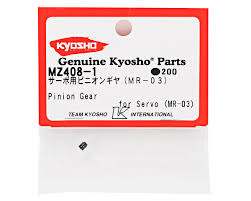 KYOSHO
Genuine Kyosho® Parts
MZ408-1 ●200
サーボ用ピニオンギヤ(MR-03)
Pinion Gear
for Servo (MR-03)
TEAM KYOSHO K INTERNATIONAL